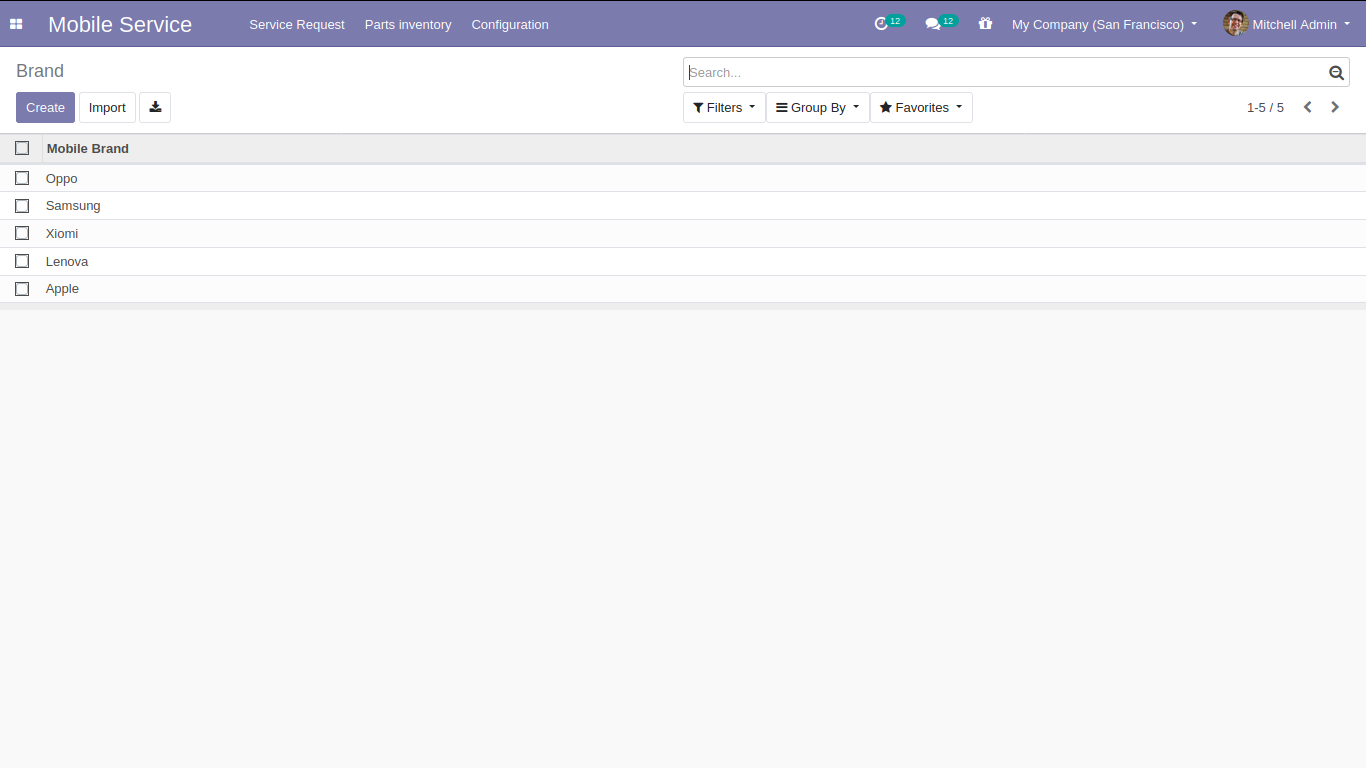 Mobile Service Service Request Parts inventory Configuration 12 12 My Company (San Francisco) Mitchell Admin
Brand Search...
Create Import Filters Group By Favorites 1-5 / 5
Mobile Brand
Oppo
Samsung
Xiomi
Lenova
Apple